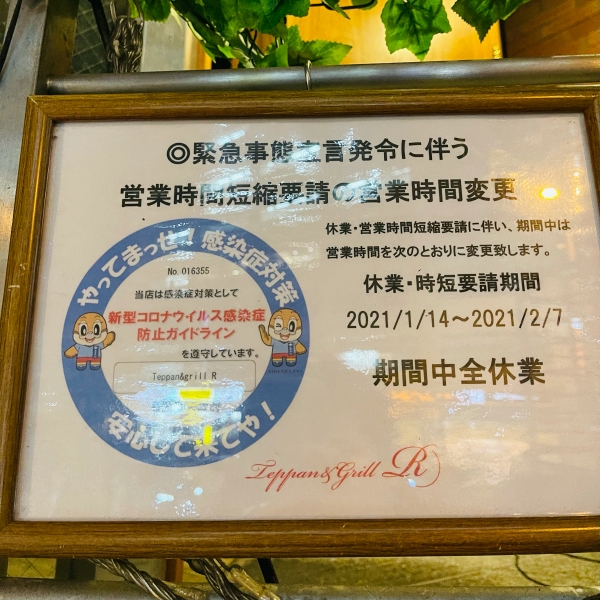 ◎緊急事態宣言発令に伴う
営業時間短縮要請の営業時間変更
休業・営業時間短縮要請に伴い、期間中は
営業時間を次のとおりに変更致します。
休業・時短要請期間
2021/1/14～2021/2/7
期間中全休業
やってまっせ！感染症対策
No. 016355
当店は感染症対策として
新型コロナウイルス感染症
防止ガイドライン
を遵守しています。
Teppan&grill R
安心して来てや！
Teppan&Grill R